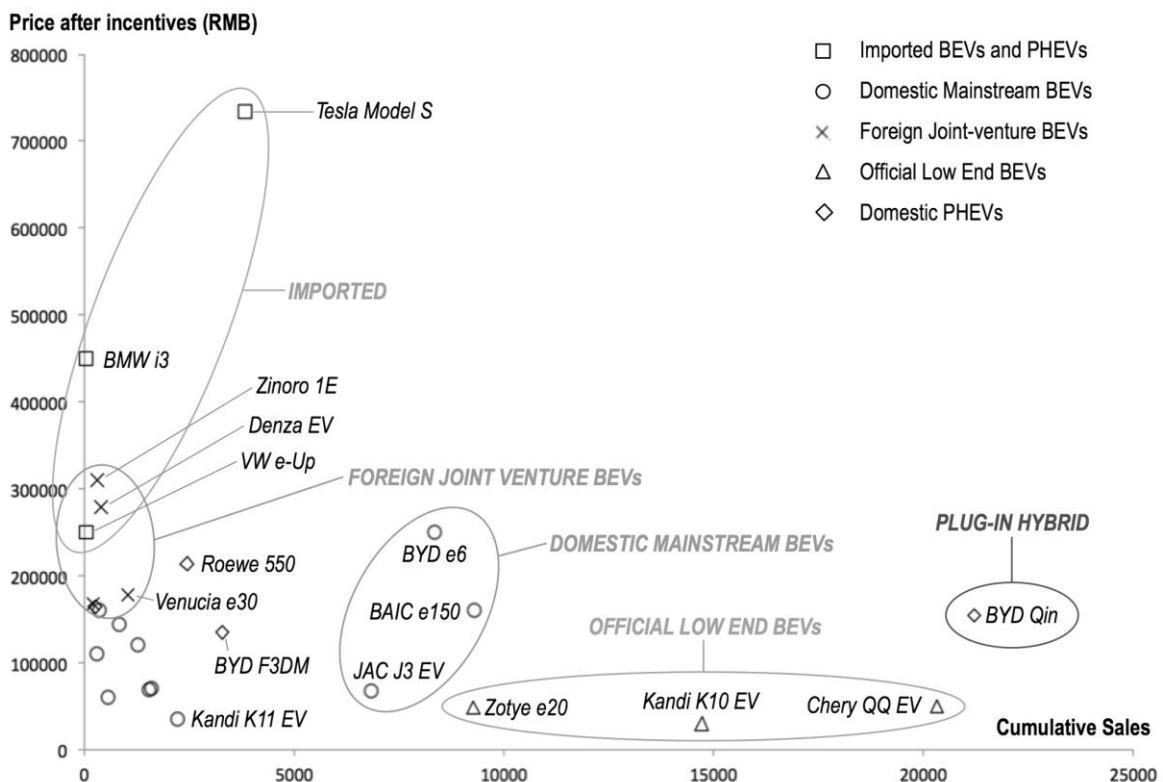 Price after incentives (RMB)
800000
700000
600000
500000
400000
300000
200000
100000
0
Imported BEVs and PHEVs
Domestic Mainstream BEVs
Foreign Joint-venture BEVs
Official Low End BEVs
Domestic PHEVs
Tesla Model S
IMPORTED
BMW i3
Zinoro 1E
Denza EV
VW e-Up
FOREIGN JOINT VENTURE BEVs
PLUG-IN HYBRID
BYD e6
DOMESTIC MAINSTREAM BEVs
Roewe 550
Venucia e30
BAIC e150
BYD Qin
OFFICIAL LOW END BEVs
BYD F3DM
JAC J3 EV
Kandi K11 EV
Zotye e20
Kandi K10 EV
Chery QQ EV
Cumulative Sales
0 5000 10000 15000 20000 25000